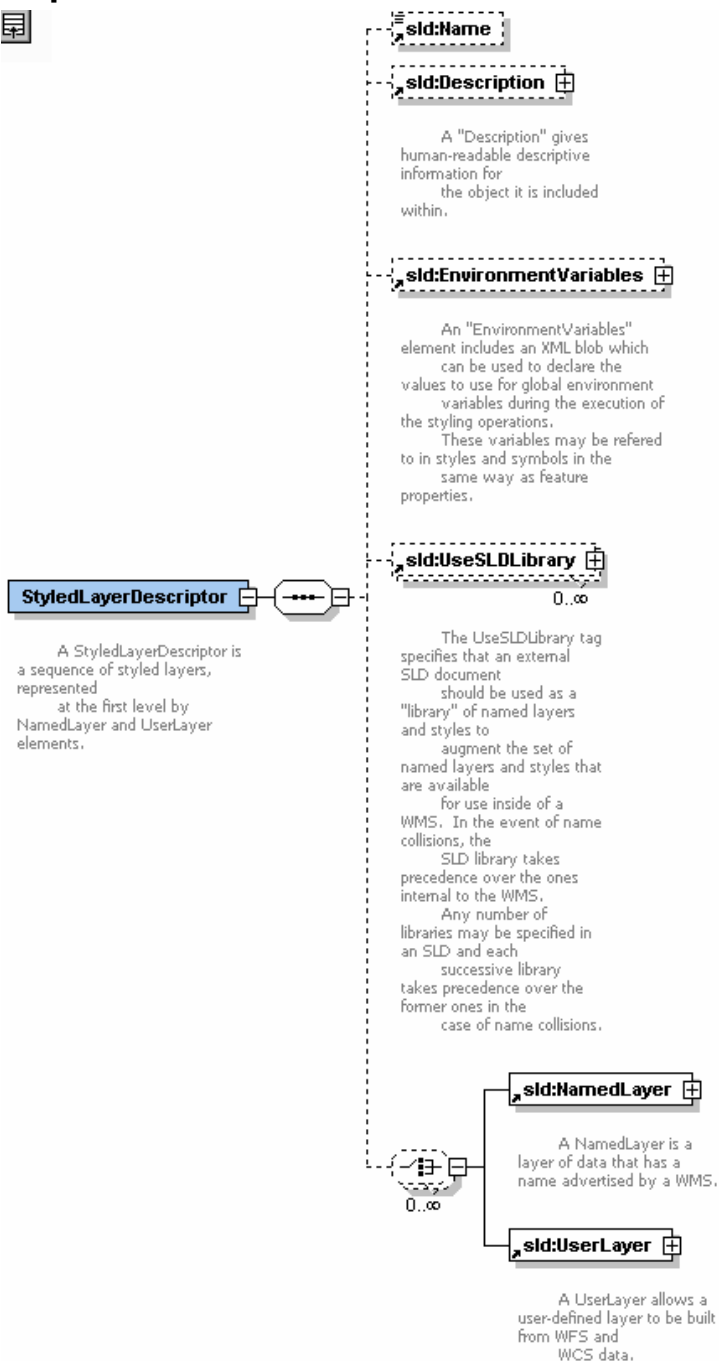 sld:Name
sld:Description
A "Description" gives
human-readable descriptive
information for
the object it is included
within.
sld:EnvironmentVariables
An "EnvironmentVariables"
element includes an XML blob which
can be used to declare the
values to use for global environment
variables during the execution of
the styling operations.
These variables may be refered
to in styles and symbols in the
same way as feature
properties.
sld:UseSLDLibrary
0..∞
StyledLayerDescriptor
A StyledLayerDescriptor is
a sequence of styled layers,
represented
at the first level by
NamedLayer and UserLayer
elements.
The UseSLDLibrary tag
specifies that an external
SLD document
should be used as a
"library" of named layers
and styles to
augment the set of
named layers and styles that
are available
for use inside of a
WMS.  In the event of name
collisions, the
SLD library takes
precedence over the ones
internal to the WMS.
Any number of
libraries may be specified in
an SLD and each
successive library
takes precedence over the
former ones in the
case of name collisions.
sld:NamedLayer
A NamedLayer is a
layer of data that has a
name advertised by a WMS.
0..∞
sld:UserLayer
A UserLayer allows a
user-defined layer to be built
from WFS and
WCS data.